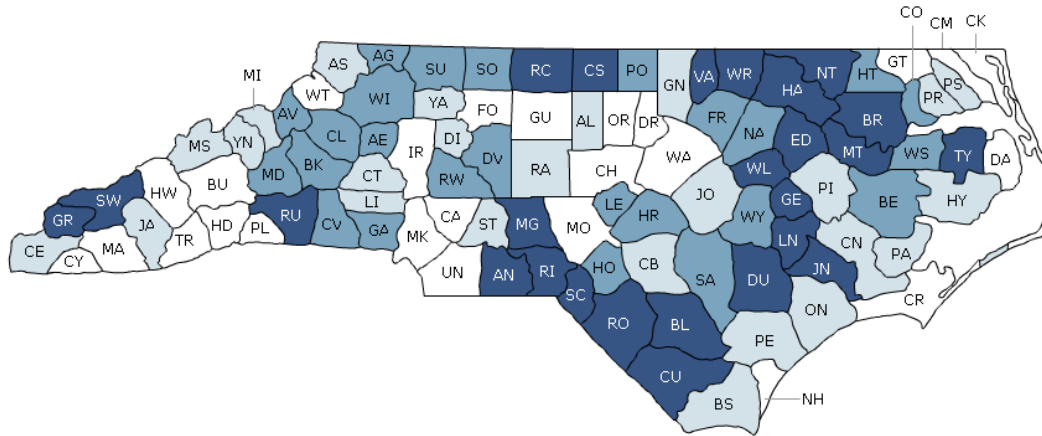 CO
CM
CK
AS
AG
SU
SO
RC
CS
PO
GN
VA
WR
NT
HT
GT
PS
PR
MI
WT
WI
YA
FO
GU
AL
OR
DR
FR
HA
NA
BR
ED
MS
YN
AV
CL
AE
IR
DI
DV
RA
CH
WA
WL
MT
WS
TY
DA
SW
HW
BU
MD
BK
CT
RW
JO
GE
PI
BE
HY
GR
JA
HD
PL
RU
CV
LI
GA
CA
ST
MG
MO
LE
HR
WY
LN
CN
PA
CE
CY
MA
TR
MK
UN
AN
RI
HO
CB
SA
DU
JN
CR
SC
RO
BL
PE
ON
CU
BS
NH